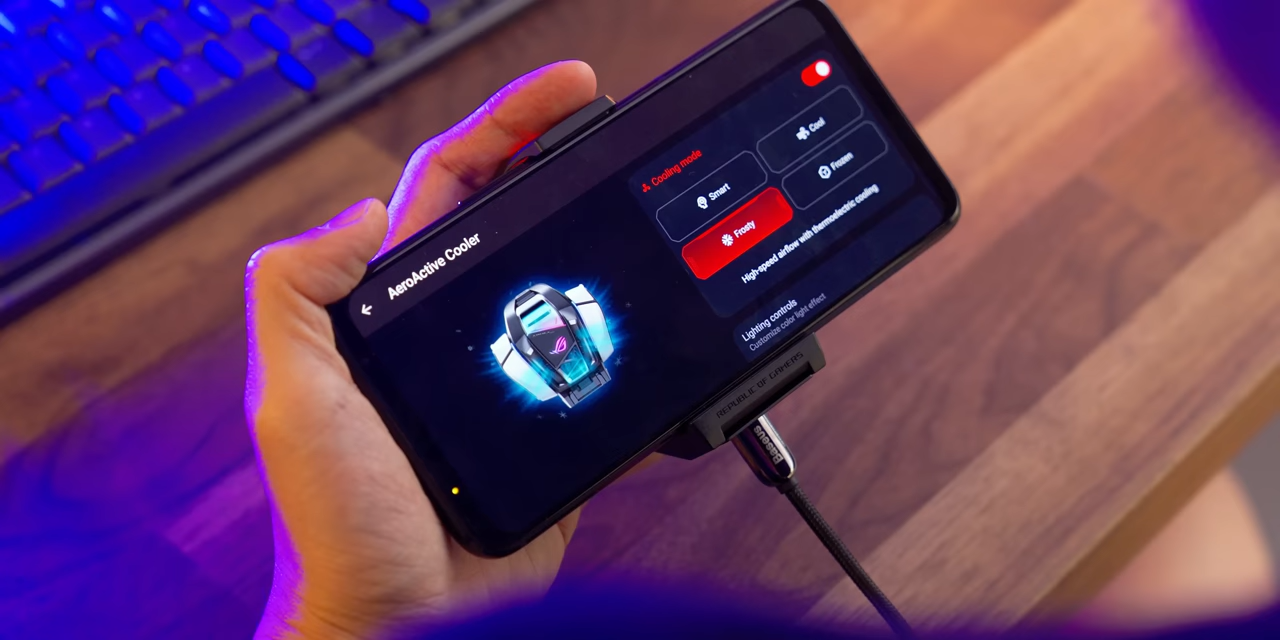 AeroActive Cooler
Cooling mode
Smart
Cool
Frosty
Frozen
High-speed airflow with thermoelectric cooling
Lighting controls
Customize color light effect
REPUBLIC OF GAMERS
Baseus